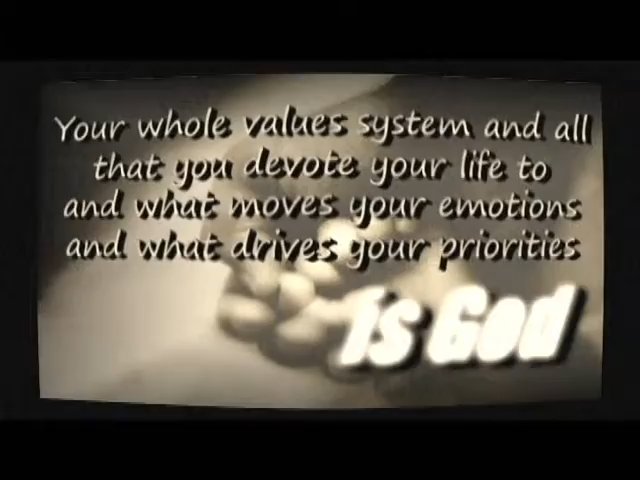 Your whole values system and all
that you devote your life to
and what moves your emotions
and what drives your priorities
is God